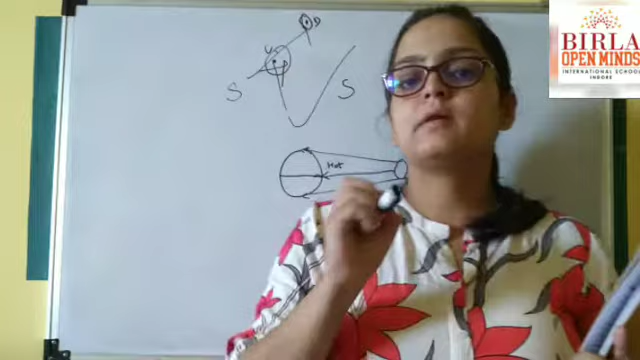 BIRLA
OPEN MINDS
INTERNATIONAL SCHOOL
INDORE
S
S
Hot